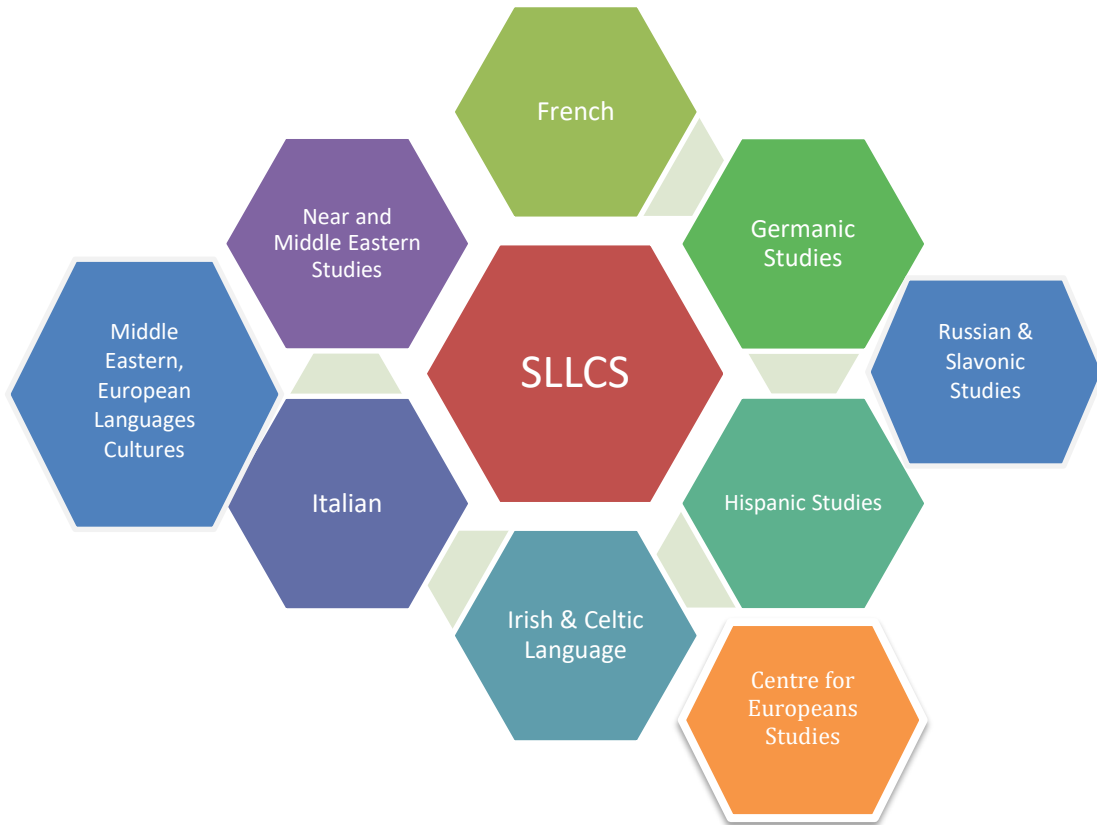 French
Near and
Middle Eastern
Studies
Germanic
Studies
Middle
Eastern,
European
Languages
Cultures
SLLCS
Russian &
Slavonic
Studies
Italian
Hispanic Studies
Irish & Celtic
Language
Centre for
Europeans
Studies